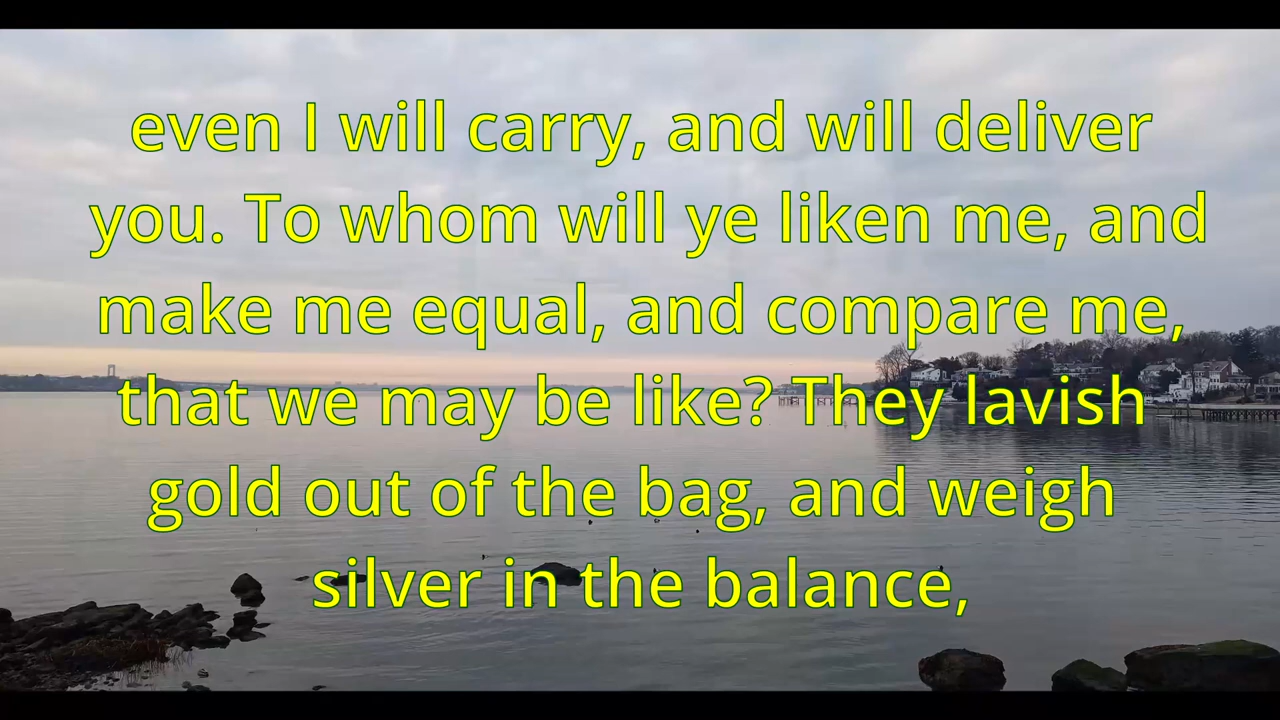 even I will carry, and will deliver
you. To whom will ye liken me, and
make me equal, and compare me,
that we may be like? They lavish
gold out of the bag, and weigh
silver in the balance,